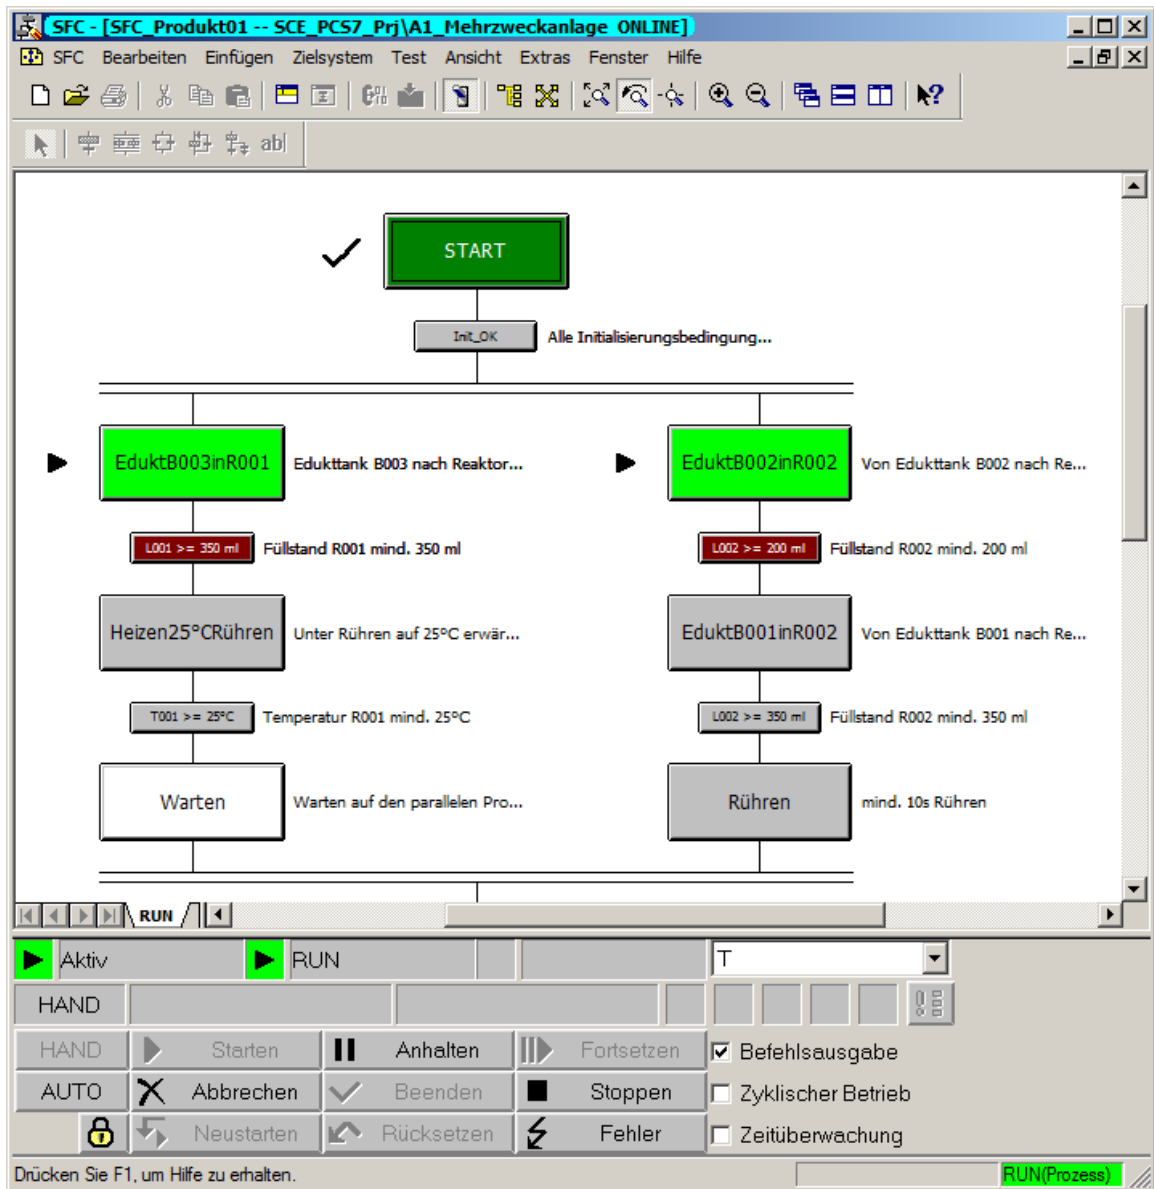 SFC - [SFC_Produkt01 -- SCE_PCS7_Prj\A1_Mehrzweckanlage ONLINE]
SFC Bearbeiten Einfügen Zielsystem Test Ansicht Extras Fenster Hilfe
ab|
START
Init_OK Alle Initialisierungsbedingung...
EduktB003inR001 Edukttank B003 nach Reaktor... EduktB002inR002 Von Edukttank B002 nach Re...
L001 >= 350 ml Füllstand R001 mind. 350 ml L002 >= 200 ml Füllstand R002 mind. 200 ml
Heizen25°CRühren Unter Rühren auf 25°C erwär... EduktB001inR002 Von Edukttank B001 nach Re...
T001 >= 25°C Temperatur R001 mind. 25°C L002 >= 350 ml Füllstand R002 mind. 350 ml
Warten Warten auf den parallelen Pro... Rühren mind. 10s Rühren
RUN
Aktiv RUN T
HAND
HAND Starten Anhalten Fortsetzen Befehlsausgabe
AUTO Abbrechen Beenden Stoppen Zyklischer Betrieb
Neustarten Rücksetzen Fehler Zeitüberwachung
Drücken Sie F1, um Hilfe zu erhalten. RUN(Prozess)